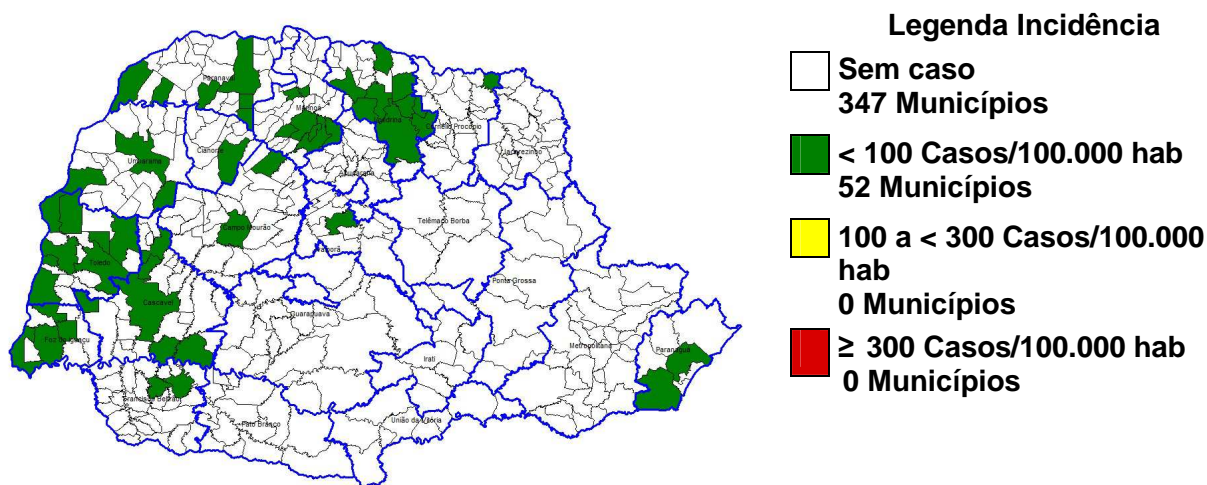 Legenda Incidência
Sem caso
347 Municípios
< 100 Casos/100.000 hab
52 Municípios
100 a < 300 Casos/100.000
hab
0 Municípios
≥ 300 Casos/100.000 hab
0 Municípios
Paranavaí
Maringá
Londrina
Cornélio Procópio
Jacarezinho
Umuarama
Cianorte
Apucarana
Campo Mourão
Telêmaco Borba
Ivaiporã
Toledo
Cascavel
Ponta Grossa
Guarapuava
Foz do Iguaçu
Irati
Metropolitana
Paranaguá
Francisco Beltrão
Pato Branco
União da Vitória